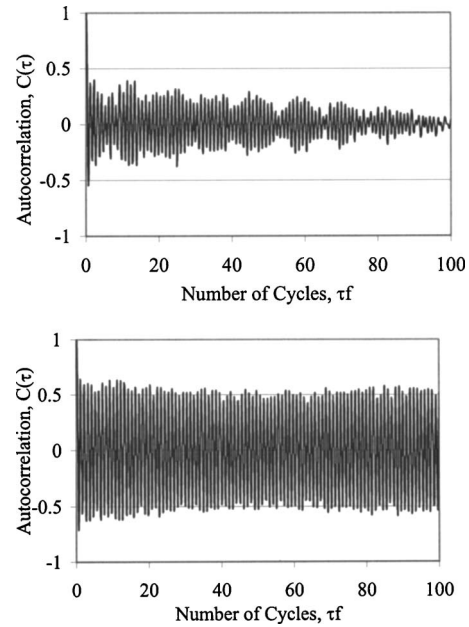 Autocorrelation, C(τ)
1
0.5
0
-0.5
-1
0 20 40 60 80 100
Number of Cycles, τf
Autocorrelation, C(τ)
1
0.5
0
-0.5
-1
0 20 40 60 80 100
Number of Cycles, τf